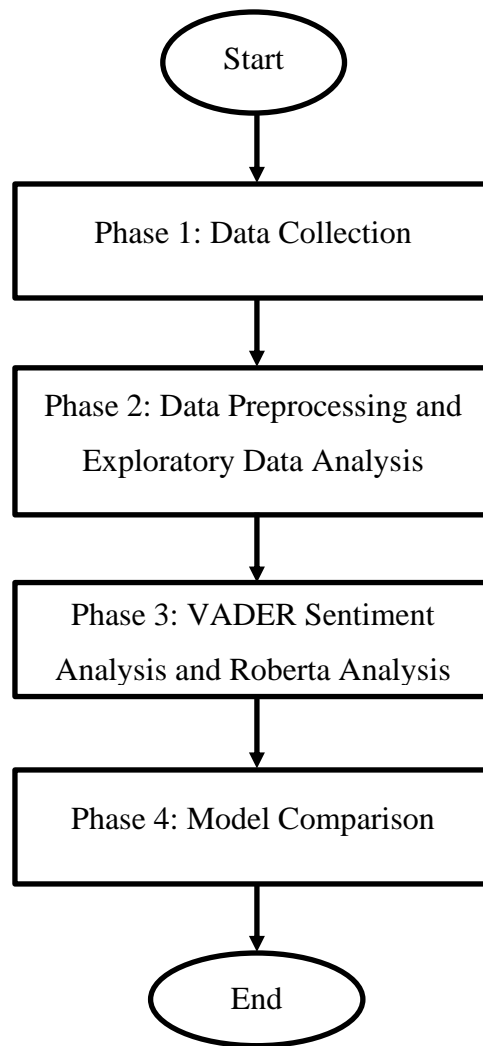 Start
Phase 1: Data Collection
Phase 2: Data Preprocessing and
Exploratory Data Analysis
Phase 3: VADER Sentiment
Analysis and Roberta Analysis
Phase 4: Model Comparison
End